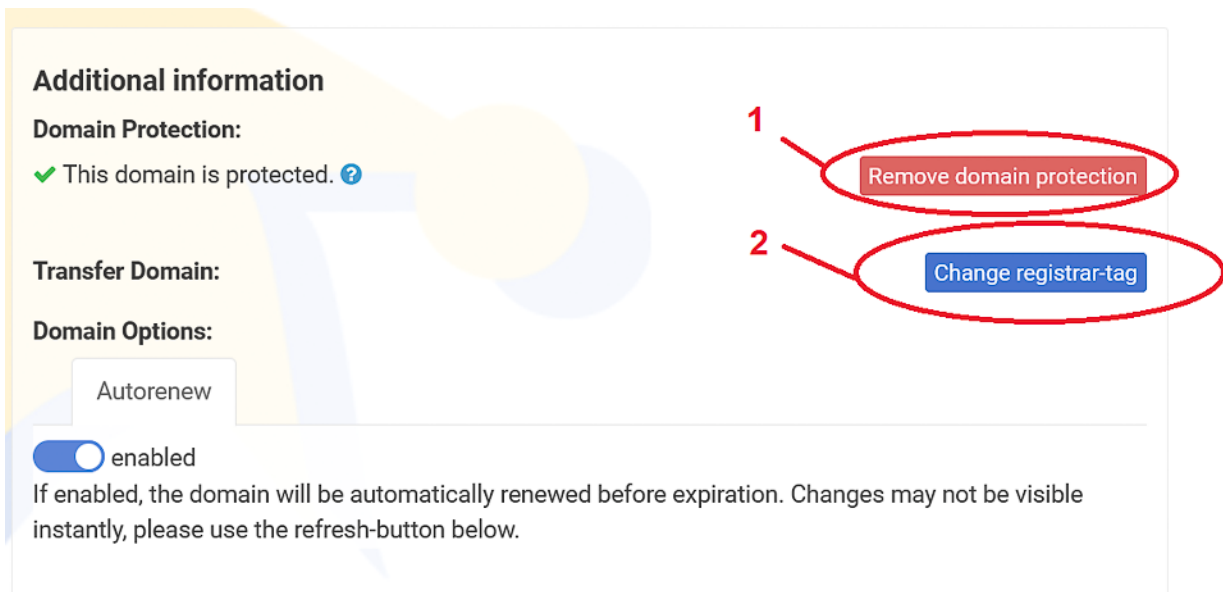 Additional information
Domain Protection:
1
This domain is protected.
Remove domain protection
2
Transfer Domain:
Change registrar-tag
Domain Options:
Autorenew
enabled
If enabled, the domain will be automatically renewed before expiration. Changes may not be visible
instantly, please use the refresh-button below.